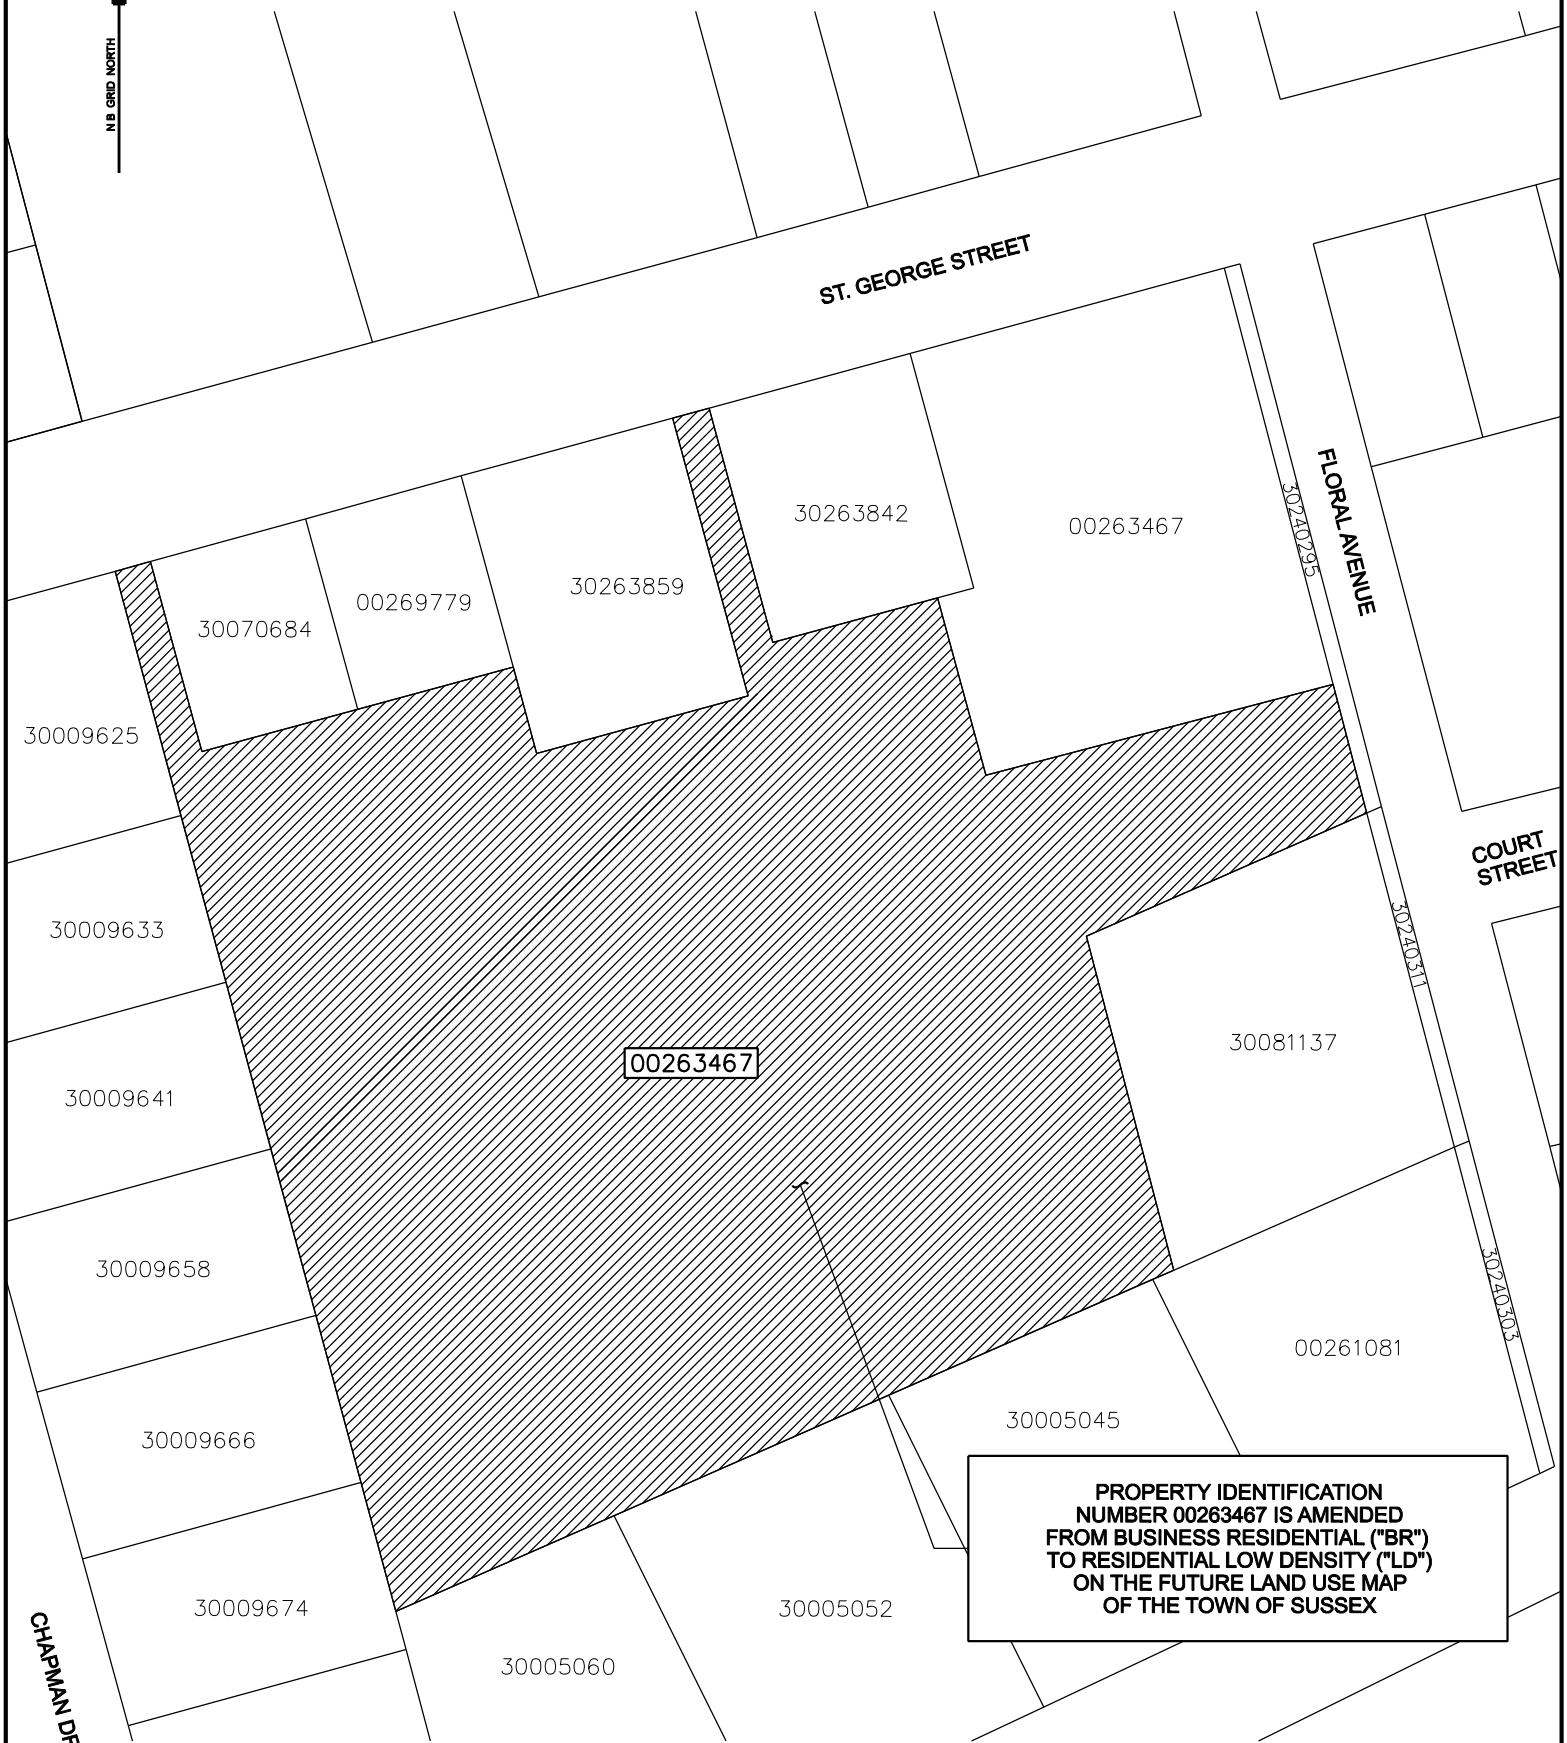 N B GRID NORTH
ST. GEORGE STREET
FLORAL AVENUE
30240295
30263842
00263467
30263859
00269779
30070684
30009625
COURT
STREET
30009633
30240311
30081137
00263467
30009641
30009658
30240303
00261081
30005045
30009666
PROPERTY IDENTIFICATION
NUMBER 00263467 IS AMENDED
FROM BUSINESS RESIDENTIAL ("BR")
TO RESIDENTIAL LOW DENSITY ("LD")
ON THE FUTURE LAND USE MAP
OF THE TOWN OF SUSSEX
30009674
30005052
30005060
CHAPMAN